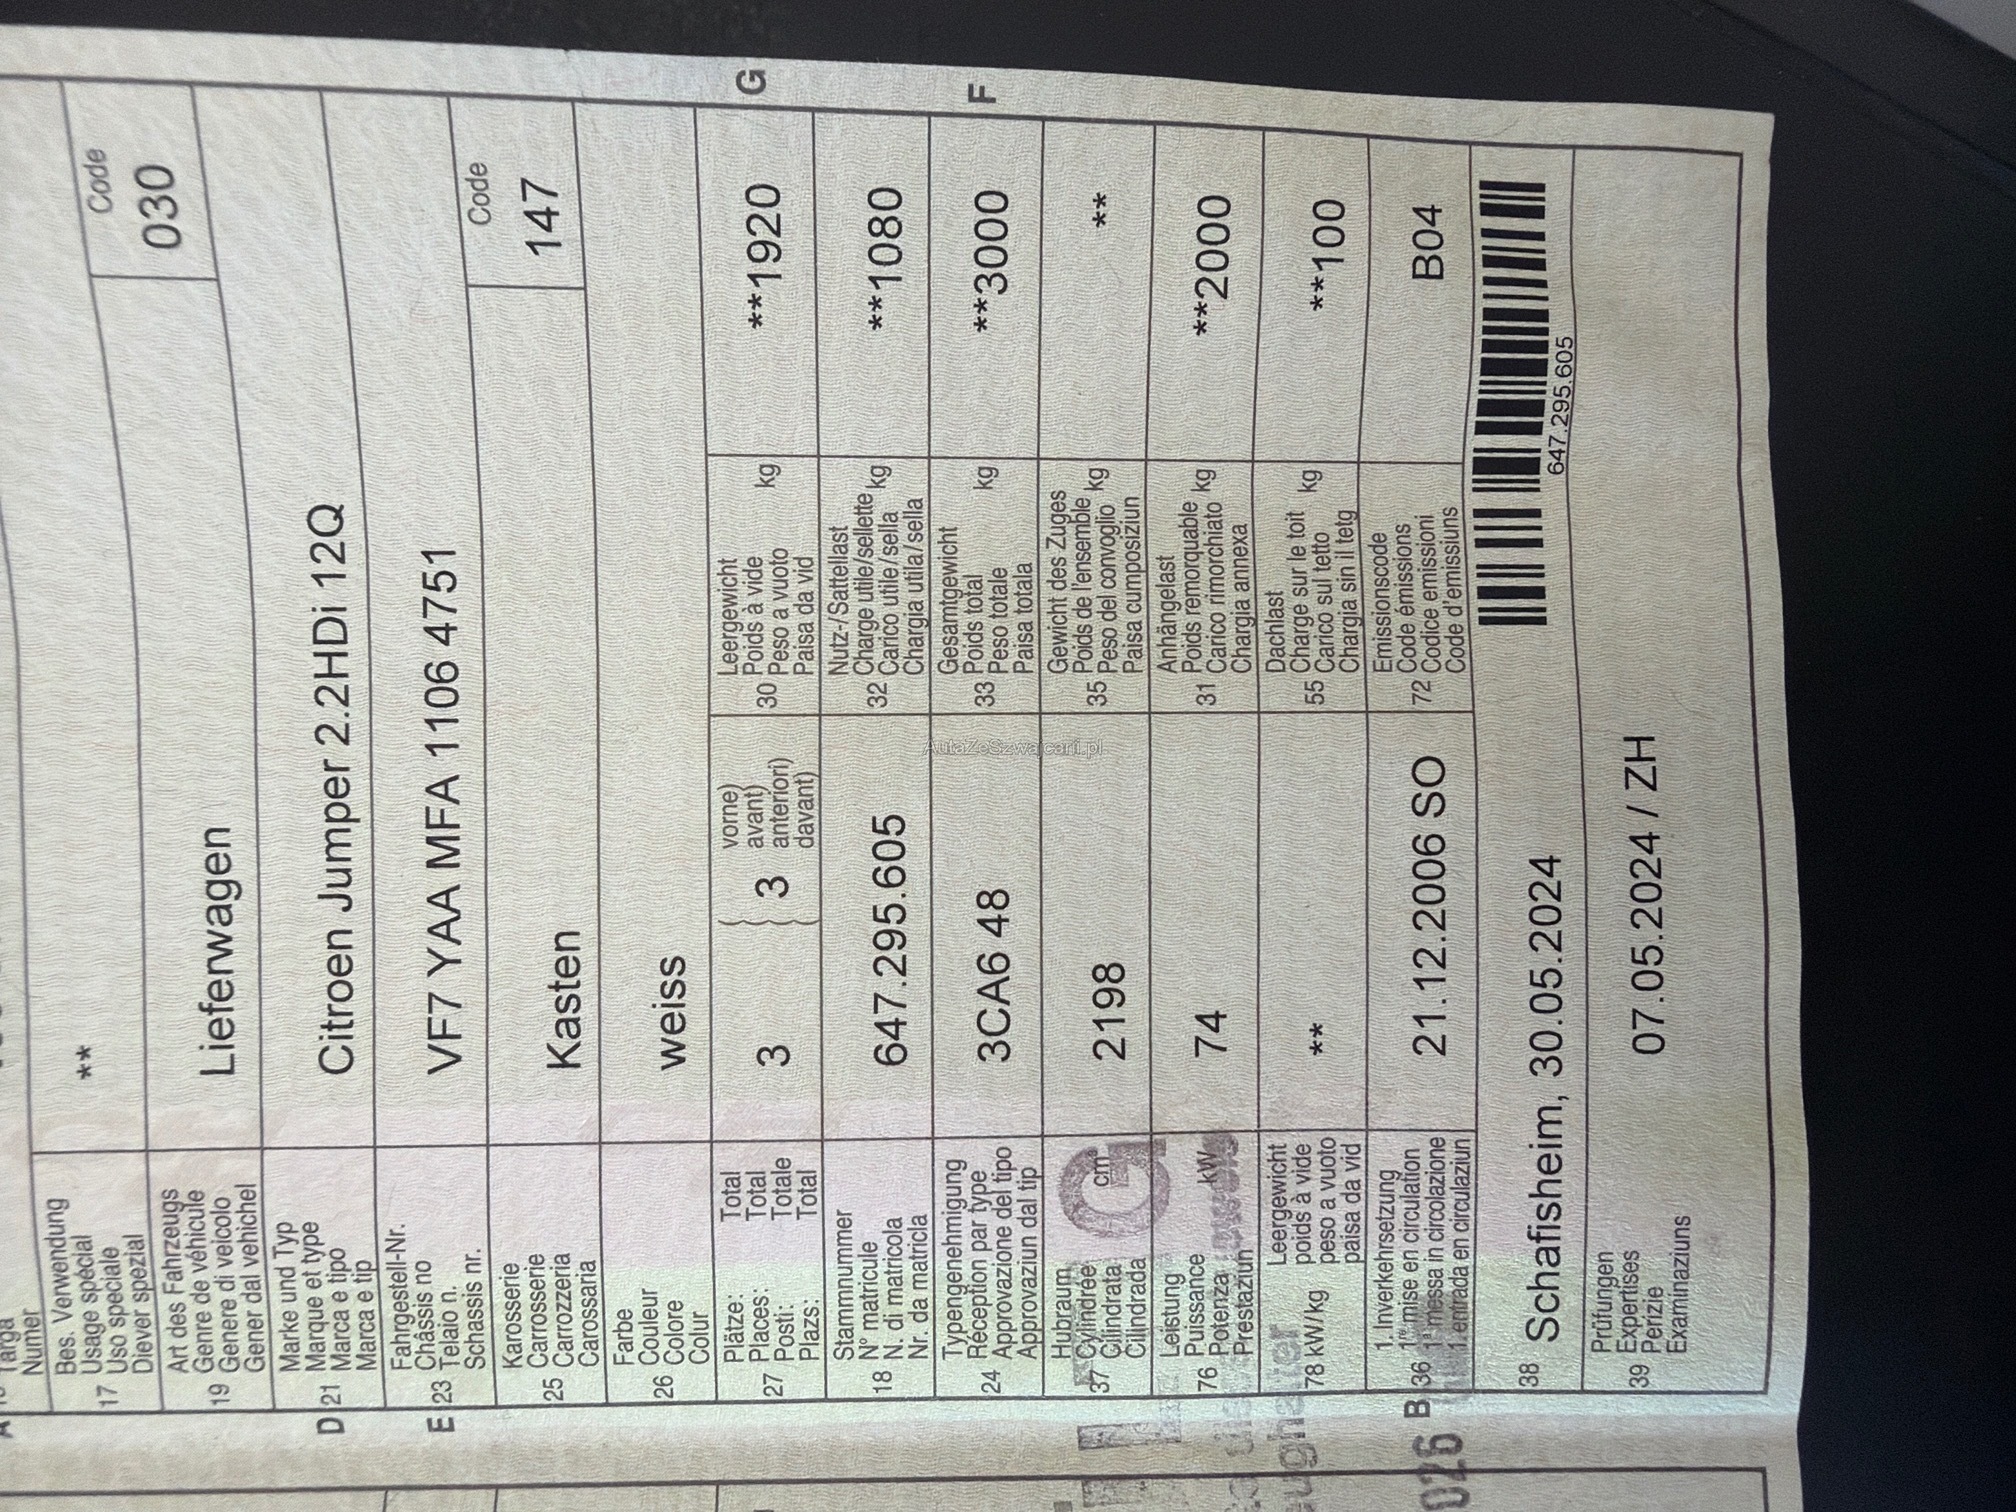 Targa
Numer
Bes. Verwendung
Usage spécial
17 Uso speciale
Diever spezial
**
Code
Art des Fahrzeugs
Genre de véhicule
19 Genere di veicolo
Gener dal vehichel
Lieferwagen
030
Marke und Typ
Marque et type
D 21 Marca e tipo
Marca e tip
Citroen Jumper 2.2HDi 12Q
Fahrgestell-Nr.
Châssis no
E 23 Telaio n.
Schassis nr.
VF7 YAA MFA 1106 4751
Karosserie
Carrosserie
25 Carrozzeria
Carossaria
Kasten
Code
147
Farbe
Couleur
26 Colore
Colur
weiss
Plätze: Total
Places: Total
27 Posti: Totale
Plazs: Total
3
3
vorne)
avant)
anteriori)
davant)
Leergewicht
Poids à vide
30 Peso a vuoto kg
Paisa da vid
**1920
G
Stammnummer
N° matricule
18 N. di matricola
Nr. da matricla
647.295.605
Nutz-/Sattellast
Charge utile/sellette
32 Carico utile/sella kg
Chargia utila/sella
**1080
Typengenehmigung
Réception par type
24 Approvazione del tipo
Approvaziun dal tip
3CA6 48
Gesamtgewicht
Poids total
33 Peso totale kg
Paisa totala
**3000
F
Hubraum
Cylindrée
37 Cilindrata cm³
Cilindrada
2198
Gewicht des Zuges
Poids de l'ensemble
35 Peso del convoglio kg
Paisa cumposiziun
**
Leistung
Puissance
76 Potenza kW
Prestaziun
74
Anhängelast
Poids remorquable
31 Carico rimorchiato kg
Chargia annexa
**2000
Leergewicht
poids à vide
78 kW/kg peso a vuoto
paisa da vid
**
Dachlast
Charge sur le toit
55 Carico sul tetto kg
Chargia sin il tetg
**100
1. Inverkehrsetzung
1re mise en circulation
B 36 1a messa in circolazione
1. entrada en circulaziun
21.12.2006 SO
Emissionscode
Code émissions
72 Codice emissioni
Code d'emissiuns
B04
38 Schafisheim, 30.05.2024
647.295.605
Prüfungen
Expertises
39 Perizie
Examinaziuns
07.05.2024 / ZH
026
AutaZeSzwajcarii.pl